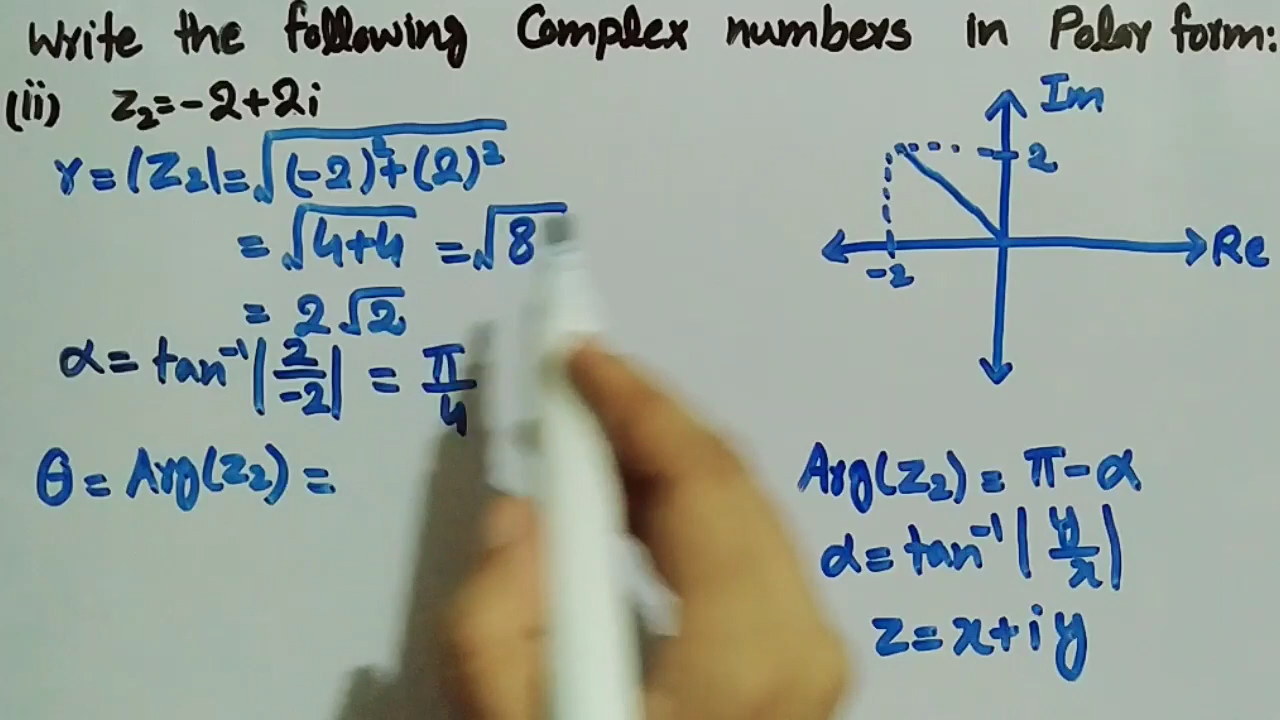 Write the following Complex numbers in Polar form:
(ii) z₂=-2+2i
r=|Z₂|=√((-2)²+(2)²)
=√(4+4) =√8
= 2√2
α=tan⁻¹|2/-2| = π/4
θ=Arg(z₂)=
Im
2
Re
-2
Arg(z₂)= π-α
α=tan⁻¹|y/x|
z=x+iy